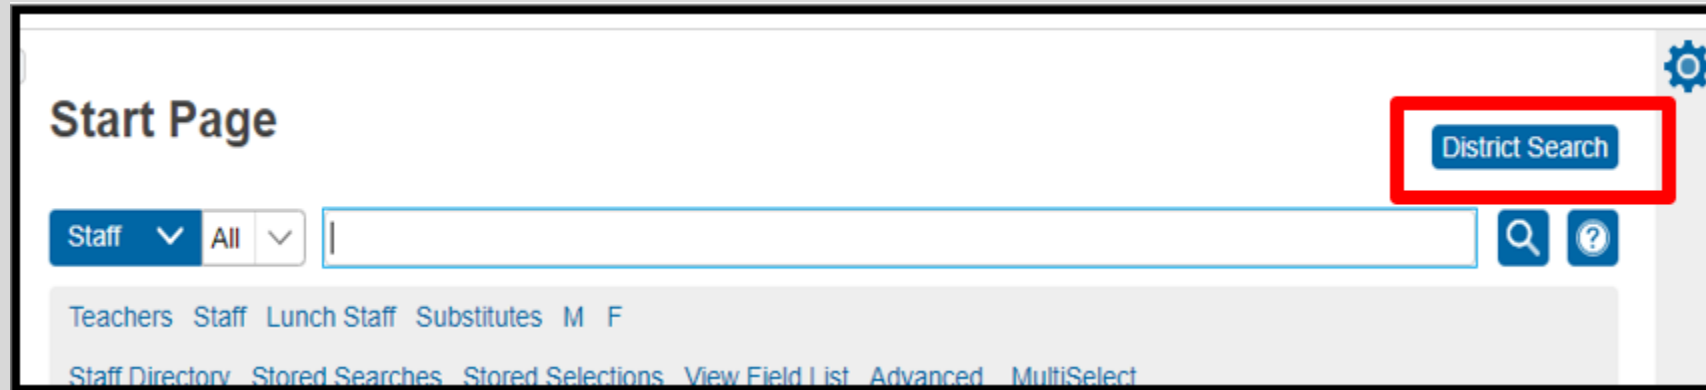 Start Page
District Search
Staff All
Teachers Staff Lunch Staff Substitutes M F
Staff Directory Stored Searches Stored Selections View Field List Advanced MultiSelect